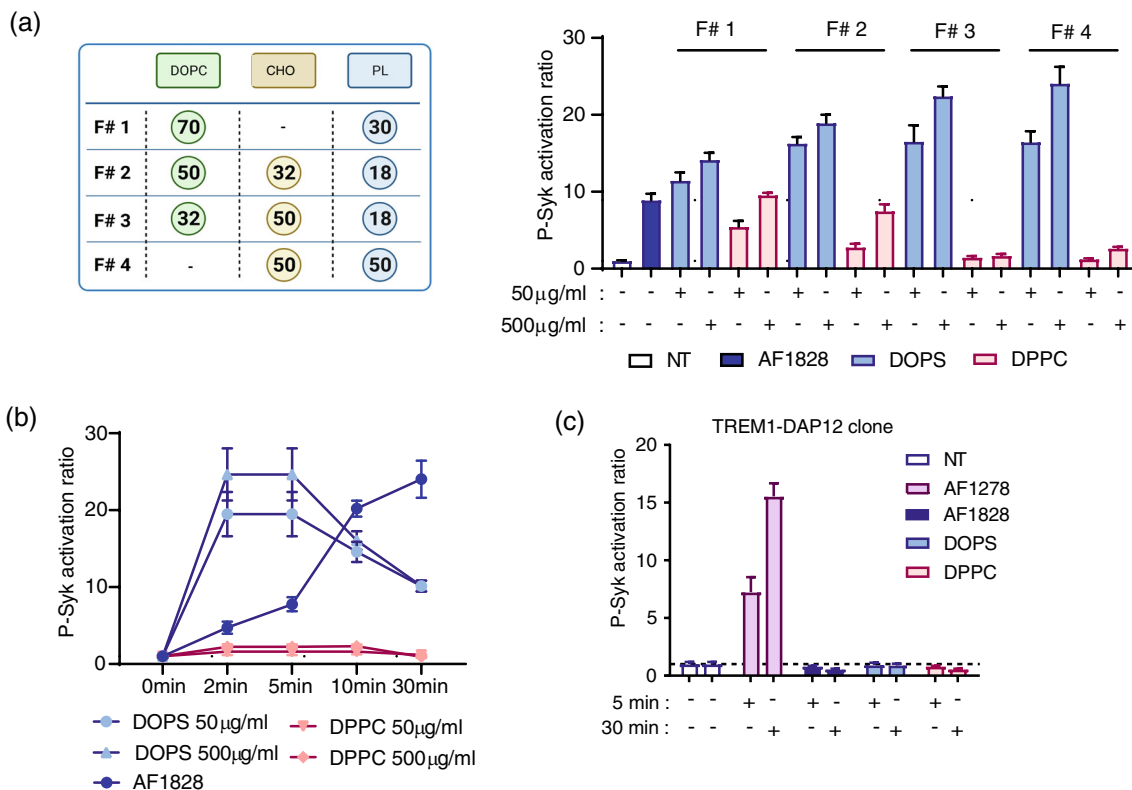 (a)
DOPC CHO PL
F# 1 70 - 30
F# 2 50 32 18
F# 3 32 50 18
F# 4 - 50 50
F# 1 F# 2 F# 3 F# 4
P-Syk activation ratio
30
20
10
0
50μg/ml : - - + - + - + - + - + - + - + - + -
500μg/ml : - - - + - + - + - + - + - + - + - +
NT AF1828 DOPS DPPC
(b)
P-Syk activation ratio
30
20
10
0
0min 2min 5min 10min 30min
DOPS 50μg/ml DPPC 50μg/ml
DOPS 500μg/ml DPPC 500μg/ml
AF1828
(c)
TREM1-DAP12 clone
P-Syk activation ratio
20
15
10
5
0
NT
AF1278
AF1828
DOPS
DPPC
5 min : - - + - + - + - + -
30 min : - - - + - + - + - +